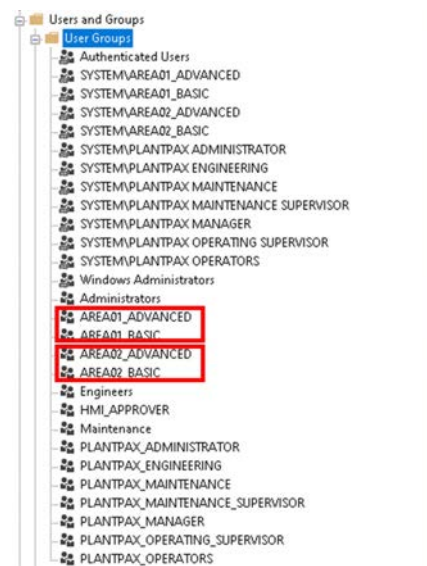 Users and Groups
User Groups
Authenticated Users
SYSTEM\AREA01_ADVANCED
SYSTEM\AREA01_BASIC
SYSTEM\AREA02_ADVANCED
SYSTEM\AREA02_BASIC
SYSTEM\PLANTPAX ADMINISTRATOR
SYSTEM\PLANTPAX ENGINEERING
SYSTEM\PLANTPAX MAINTENANCE
SYSTEM\PLANTPAX MAINTENANCE SUPERVISOR
SYSTEM\PLANTPAX MANAGER
SYSTEM\PLANTPAX OPERATING SUPERVISOR
SYSTEM\PLANTPAX OPERATORS
Windows Administrators
Administrators
AREA01_ADVANCED
AREA01_BASIC
AREA02_ADVANCED
AREA02_BASIC
Engineers
HMI_APPROVER
Maintenance
PLANTPAX_ADMINISTRATOR
PLANTPAX_ENGINEERING
PLANTPAX_MAINTENANCE
PLANTPAX_MAINTENANCE_SUPERVISOR
PLANTPAX_MANAGER
PLANTPAX_OPERATING_SUPERVISOR
PLANTPAX_OPERATORS